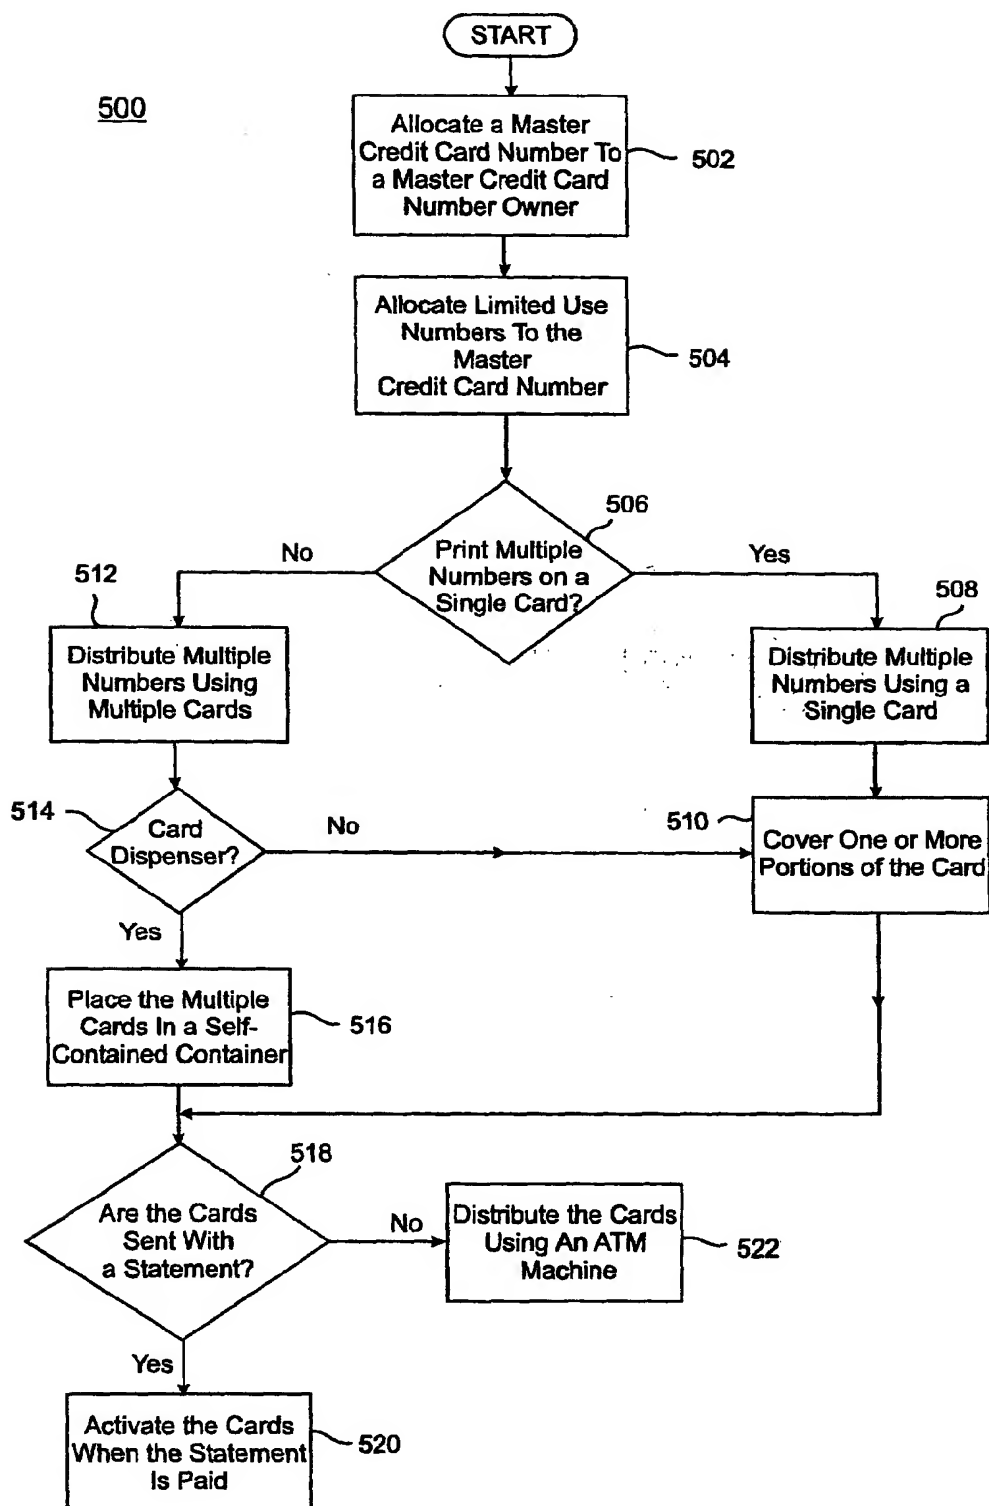 START
500
Allocate a Master
Credit Card Number To
a Master Credit Card
Number Owner
502
Allocate Limited Use
Numbers To the
Master
Credit Card Number
504
506
Print Multiple
Numbers on a
Single Card?
No
Yes
512
Distribute Multiple
Numbers Using
Multiple Cards
508
Distribute Multiple
Numbers Using a
Single Card
514
Card
Dispenser?
No
510
Cover One or More
Portions of the Card
Yes
Place the Multiple
Cards In a Self-
Contained Container
516
518
Are the Cards
Sent With
a Statement?
No
Distribute the Cards
Using An ATM
Machine
522
Yes
Activate the Cards
When the Statement
Is Paid
520